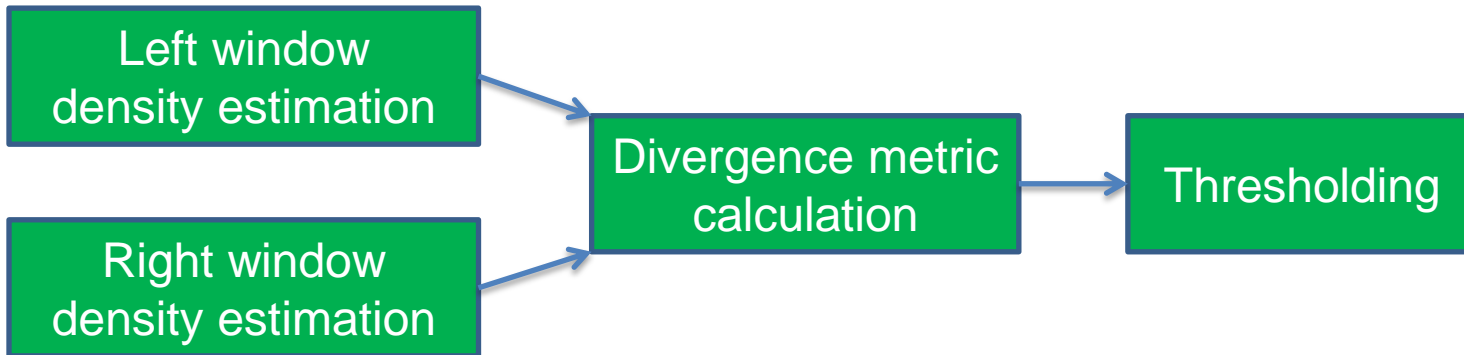 Left window
density estimation
Right window
density estimation
Divergence metric
calculation
Thresholding